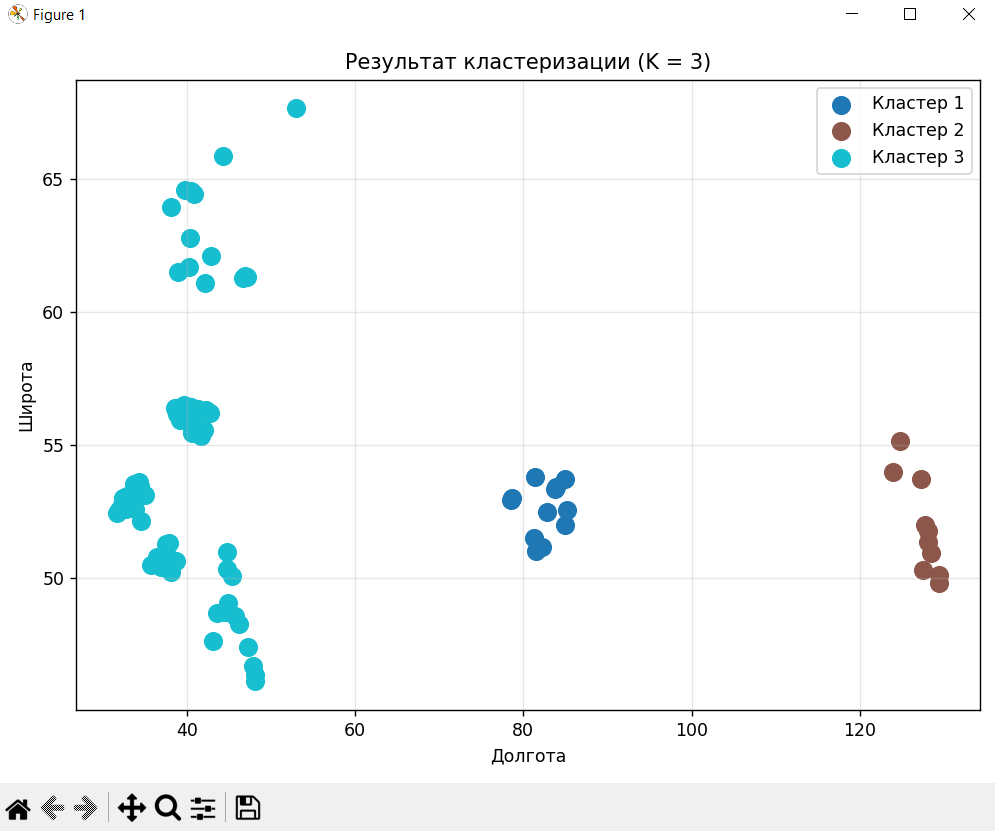 Figure 1
Результат кластеризации (K = 3)
Кластер 1
Кластер 2
Кластер 3
65
60
55
50
Широта
40
60
80
100
120
Долгота